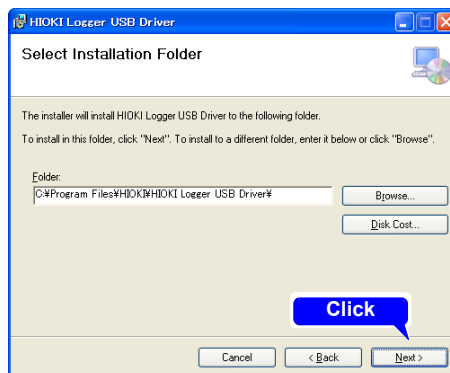 HIOKI Logger USB Driver
Select Installation Folder
The installer will install HIOKI Logger USB Driver to the following folder.
To install in this folder, click "Next". To install to a different folder, enter it below or click "Browse".
Folder:
C:¥Program Files¥HIOKI¥HIOKI Logger USB Driver¥
Browse...
Disk Cost...
Click
Cancel
< Back
Next >